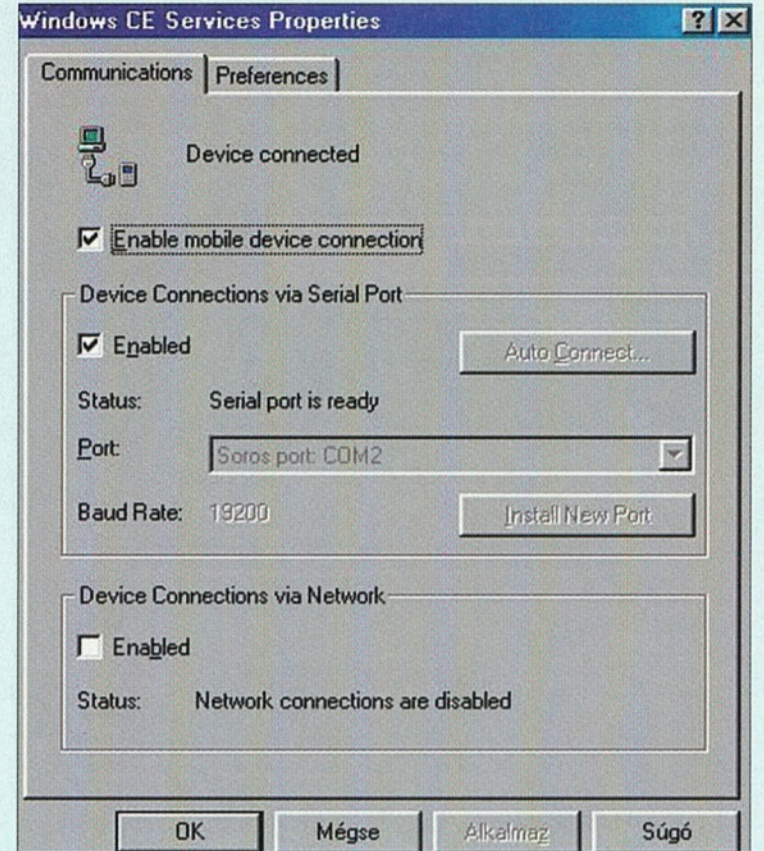 Windows CE Services Properties
Communications
Preferences
Device connected
Enable mobile device connection
Device Connections via Serial Port
Enabled
Auto Connect...
Status: Serial port is ready
Port: Soros port: COM2
Baud Rate: 19200
Install New Port
Device Connections via Network
Enabled
Status: Network connections are disabled
OK
Mégse
Alkalmaz
Súgó